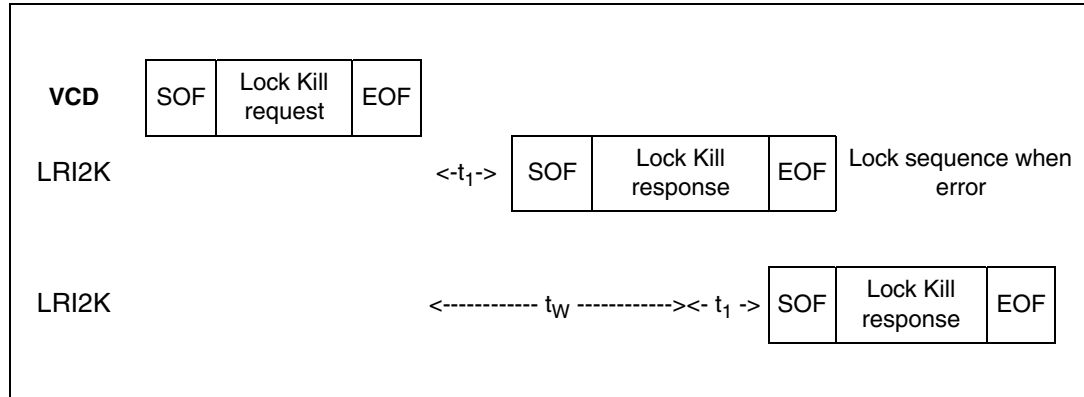 VCD SOF Lock Kill request EOF
LRI2K <-t1-> SOF Lock Kill response EOF Lock sequence when error
LRI2K <------------ tW ------------><- t1 -> SOF Lock Kill response EOF